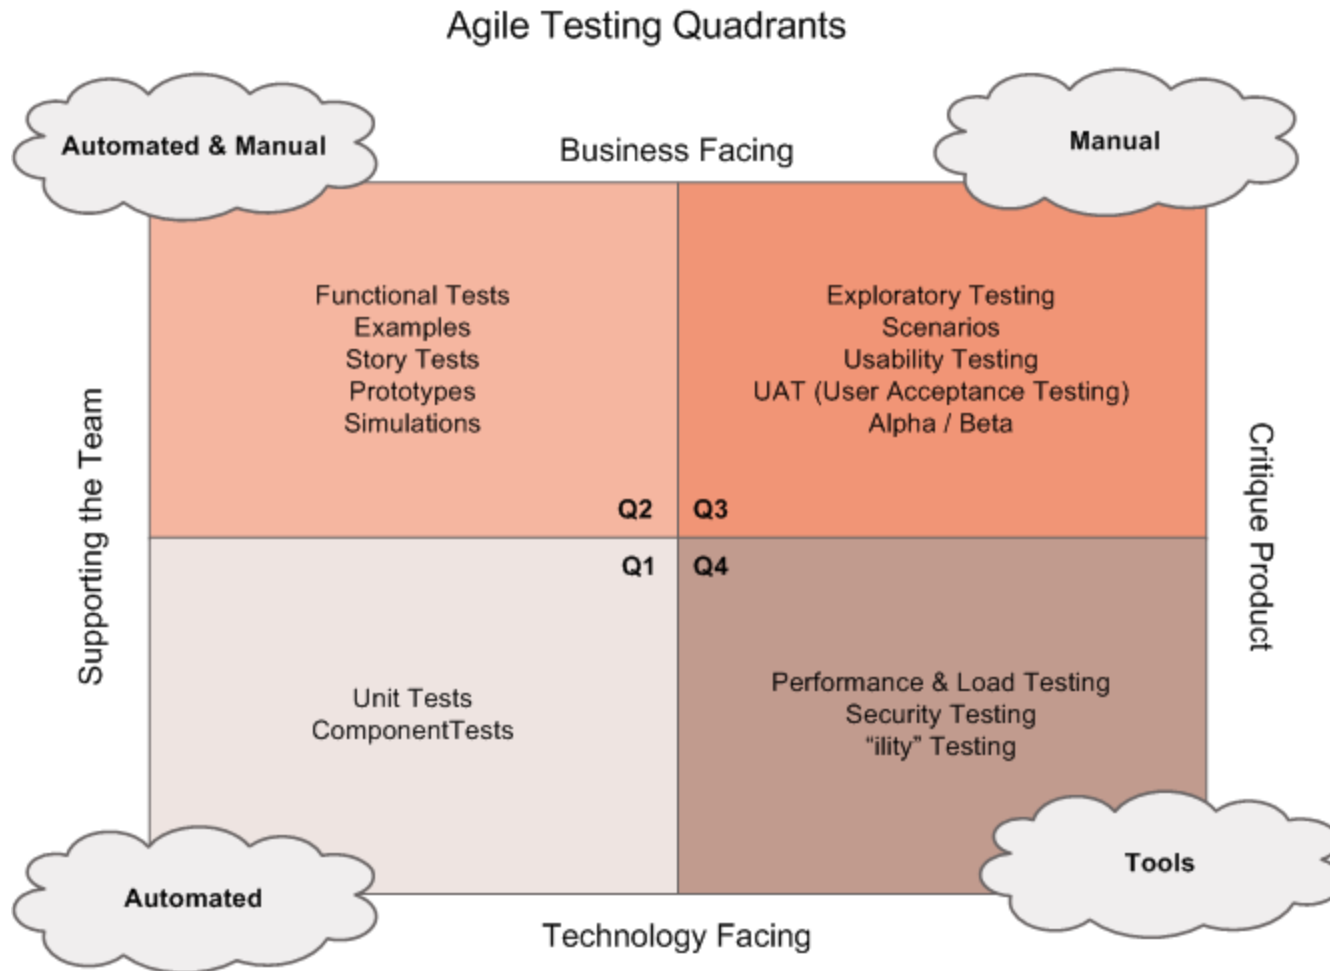 Agile Testing Quadrants
Automated & Manual
Business Facing
Manual
Functional Tests
Examples
Story Tests
Prototypes
Simulations
Q2
Exploratory Testing
Scenarios
Usability Testing
UAT (User Acceptance Testing)
Alpha / Beta
Q3
Supporting the Team
Critique Product
Q1
Unit Tests
ComponentTests
Q4
Performance & Load Testing
Security Testing
“ility” Testing
Automated
Tools
Technology Facing